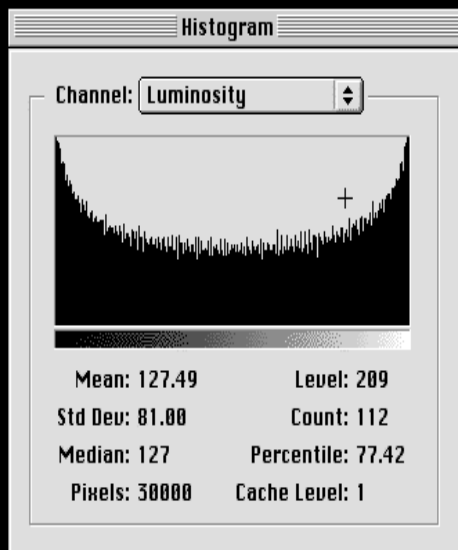 Histogram
Channel: Luminosity
Mean: 127.49 Level: 209
Std Dev: 81.00 Count: 112
Median: 127 Percentile: 77.42
Pixels: 30000 Cache Level: 1